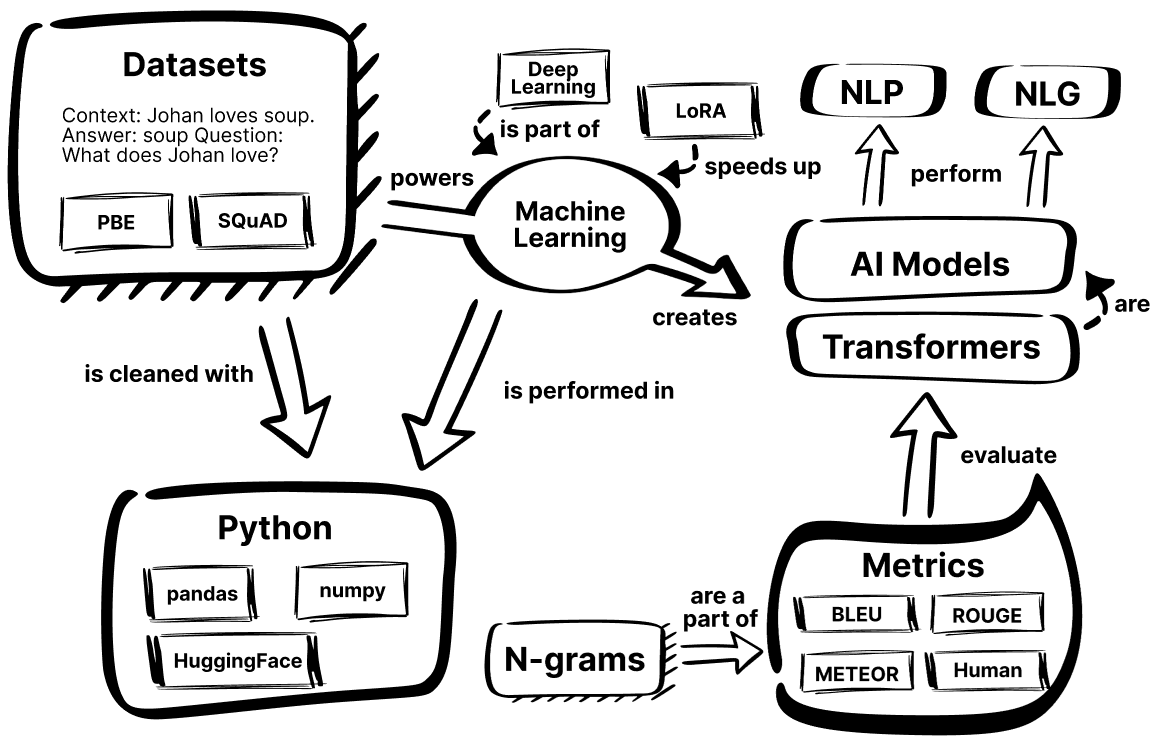 Datasets
Context: Johan loves soup.
Answer: soup Question:
What does Johan love?
PBE
SQuAD
Deep
Learning
is part of
LoRA
speeds up
powers
Machine
Learning
creates
NLP
NLG
perform
AI Models
are
Transformers
is cleaned with
is performed in
evaluate
Python
pandas
numpy
HuggingFace
N-grams
are a
part of
Metrics
BLEU
ROUGE
METEOR
Human